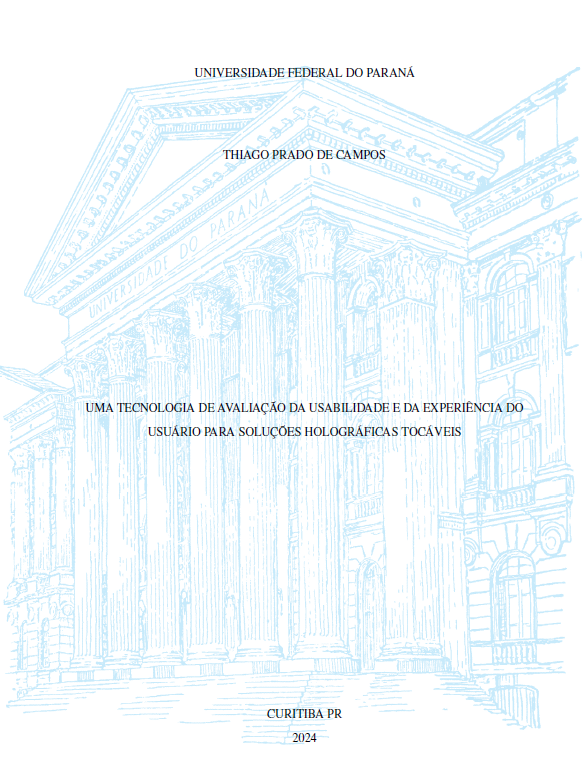 UNIVERSIDADE FEDERAL DO PARANÁ
THIAGO PRADO DE CAMPOS
UNIVERSIDADE DO PARANÁ
UMA TECNOLOGIA DE AVALIAÇÃO DA USABILIDADE E DA EXPERIÊNCIA DO
USUÁRIO PARA SOLUÇÕES HOLOGRÁFICAS TOCÁVEIS
CURITIBA PR
2024